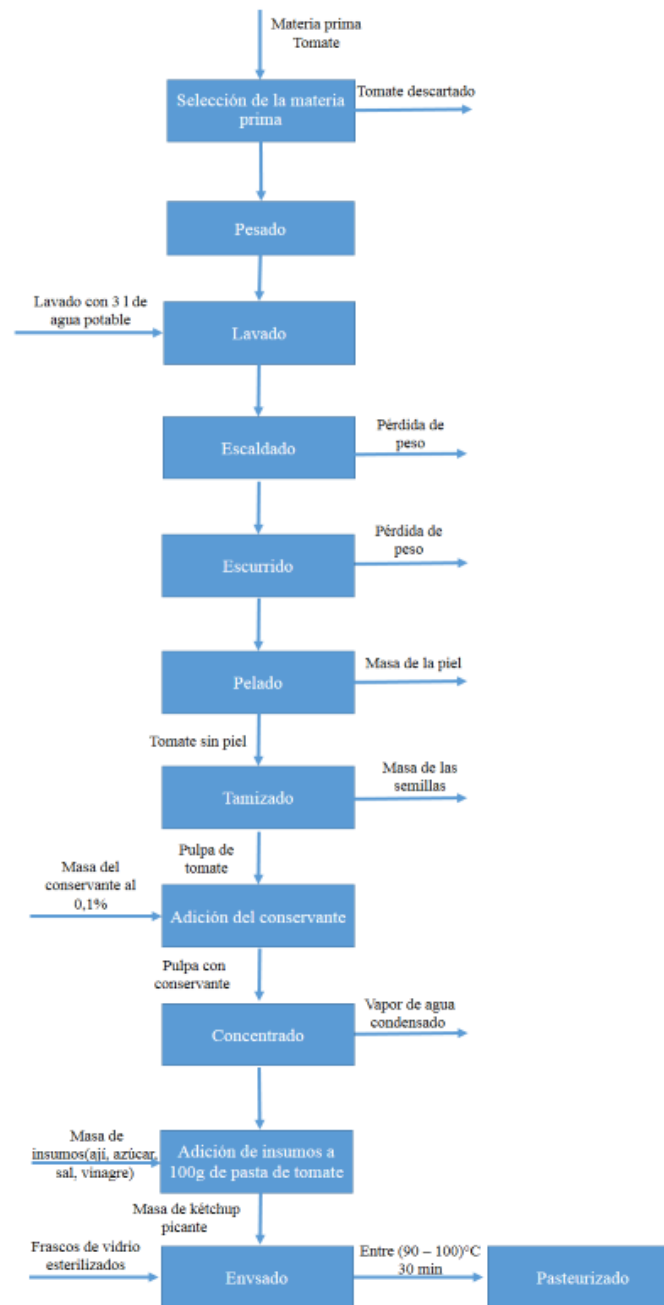 Materia prima
Tomate
Selección de la materia
prima
Tomate descartado
Pesado
Lavado con 3 l de
agua potable
Lavado
Escaldado
Pérdida de
peso
Escurrido
Pérdida de
peso
Pelado
Masa de la piel
Tomate sin piel
Tamizado
Masa de las
semillas
Pulpa de
tomate
Masa del
conservante al
0,1%
Adición del conservante
Pulpa con
conservante
Concentrado
Vapor de agua
condensado
Masa de
insumos(ají, azúcar,
sal, vinagre)
Adición de insumos a
100g de pasta de tomate
Masa de kétchup
picante
Frascos de vidrio
esterilizados
Envsado
Entre (90 – 100)°C
30 min
Pasteurizado